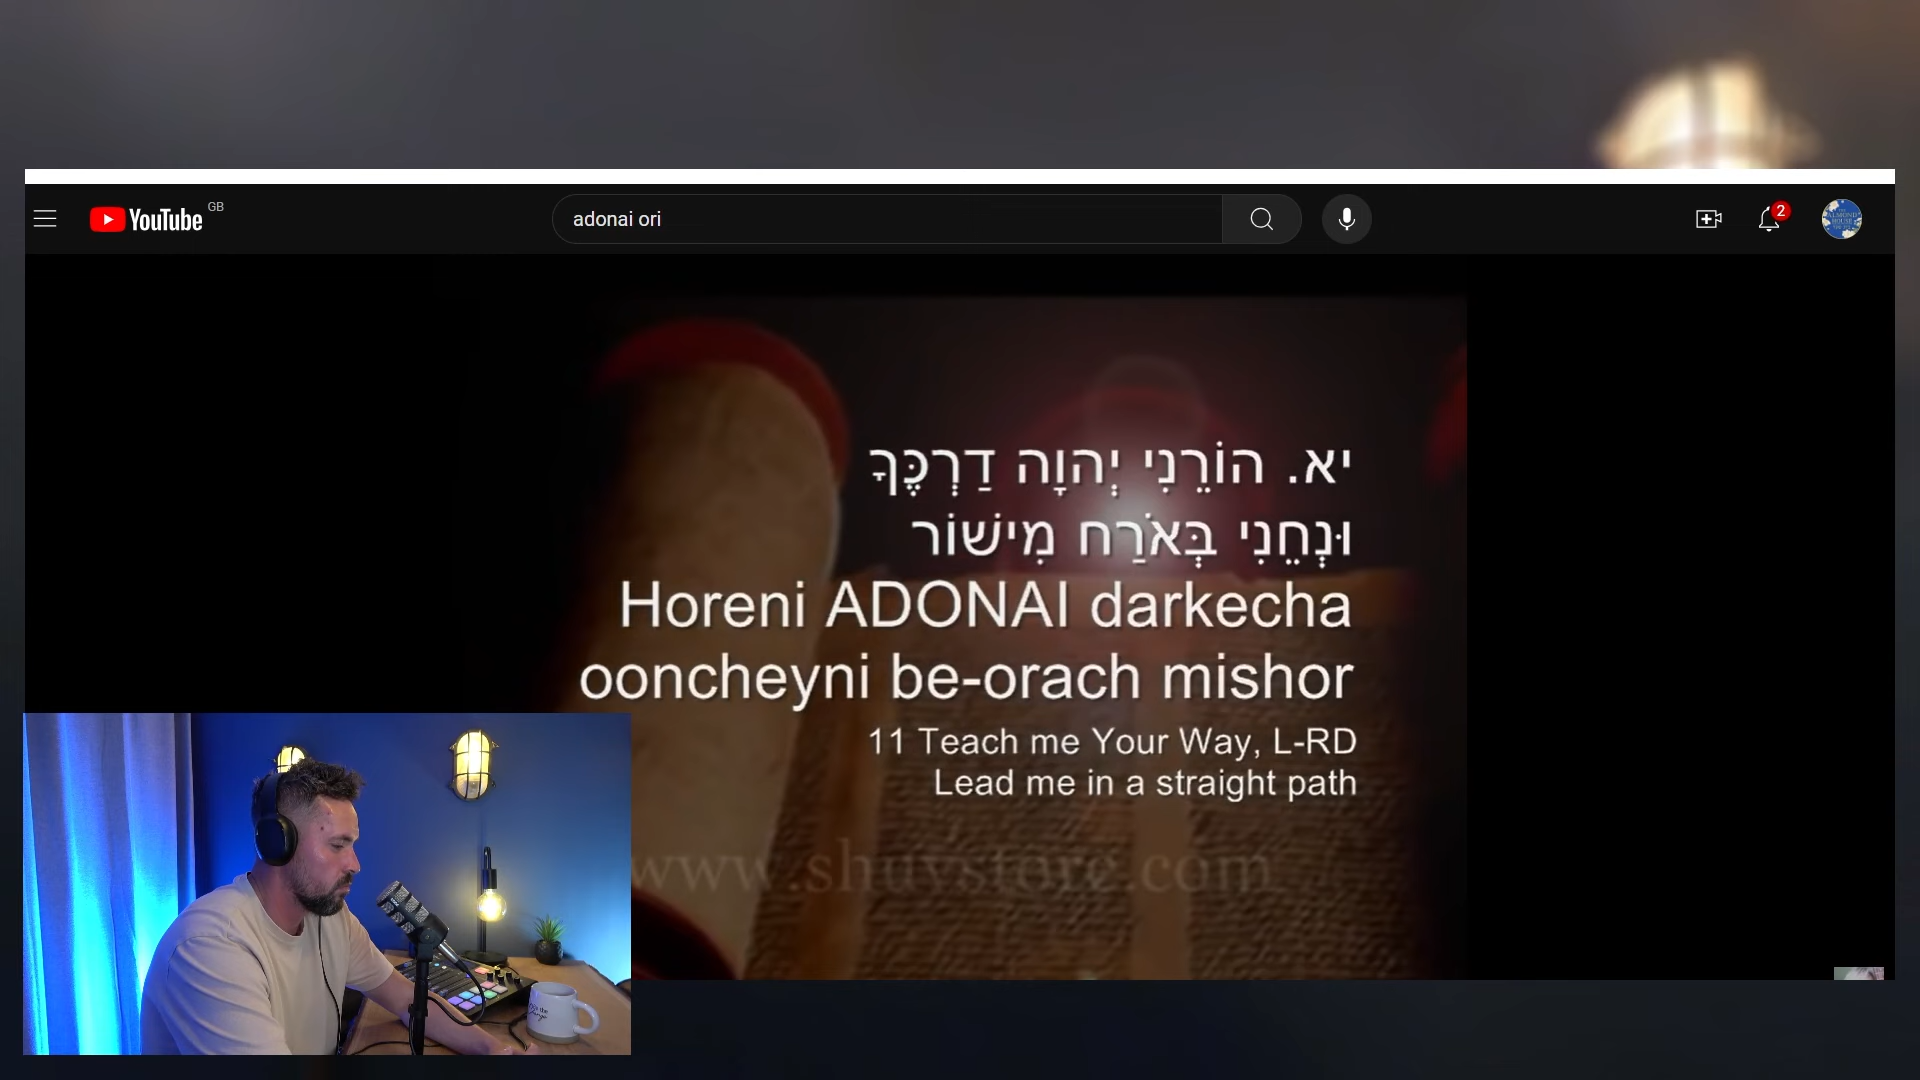 YouTube GB
adonai ori
2
יא. הוֹרֵנִי יְהוָה דַרְכֶּךָ
וּנְחֵנִי בְּאֹרַח מִישׁוֹר
Horeni ADONAI darkecha
ooncheyni be-orach mishor
11 Teach me Your Way, L-RD
Lead me in a straight path
www.shuvstore.com